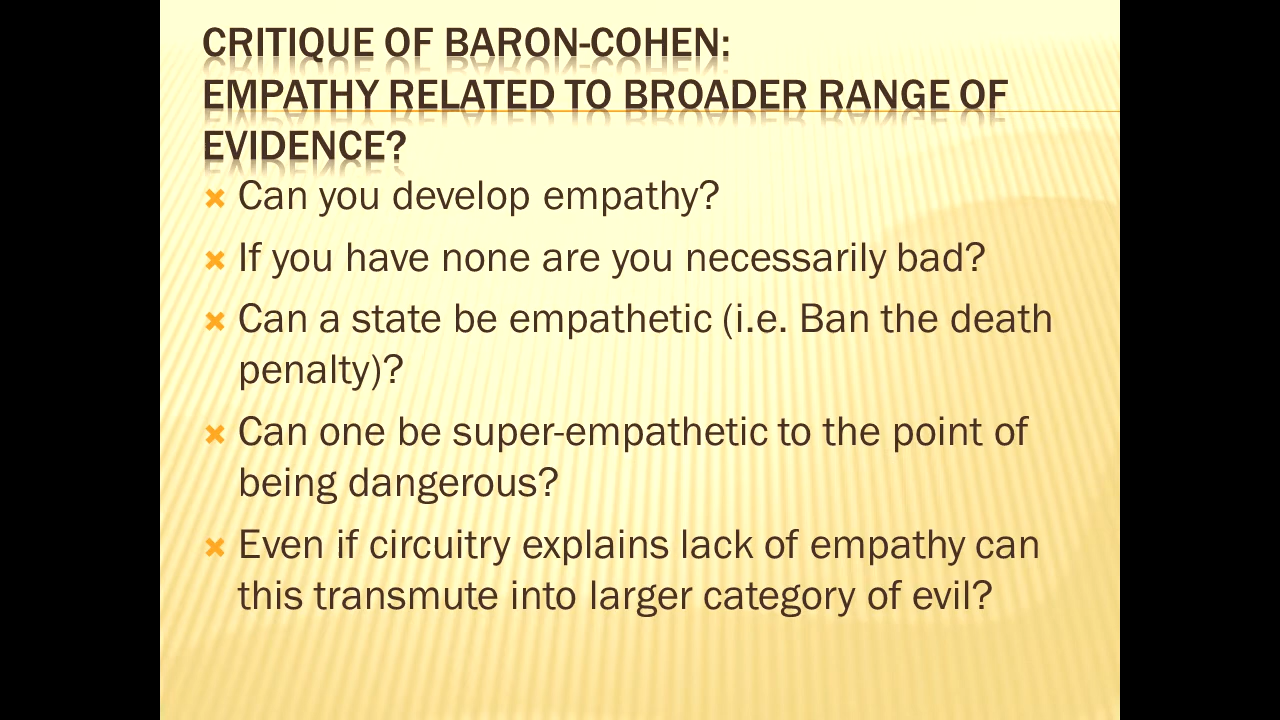 CRITIQUE OF BARON-COHEN:
EMPATHY RELATED TO BROADER RANGE OF
EVIDENCE?
Can you develop empathy?
If you have none are you necessarily bad?
Can a state be empathetic (i.e. Ban the death
penalty)?
Can one be super-empathetic to the point of
being dangerous?
Even if circuitry explains lack of empathy can
this transmute into larger category of evil?